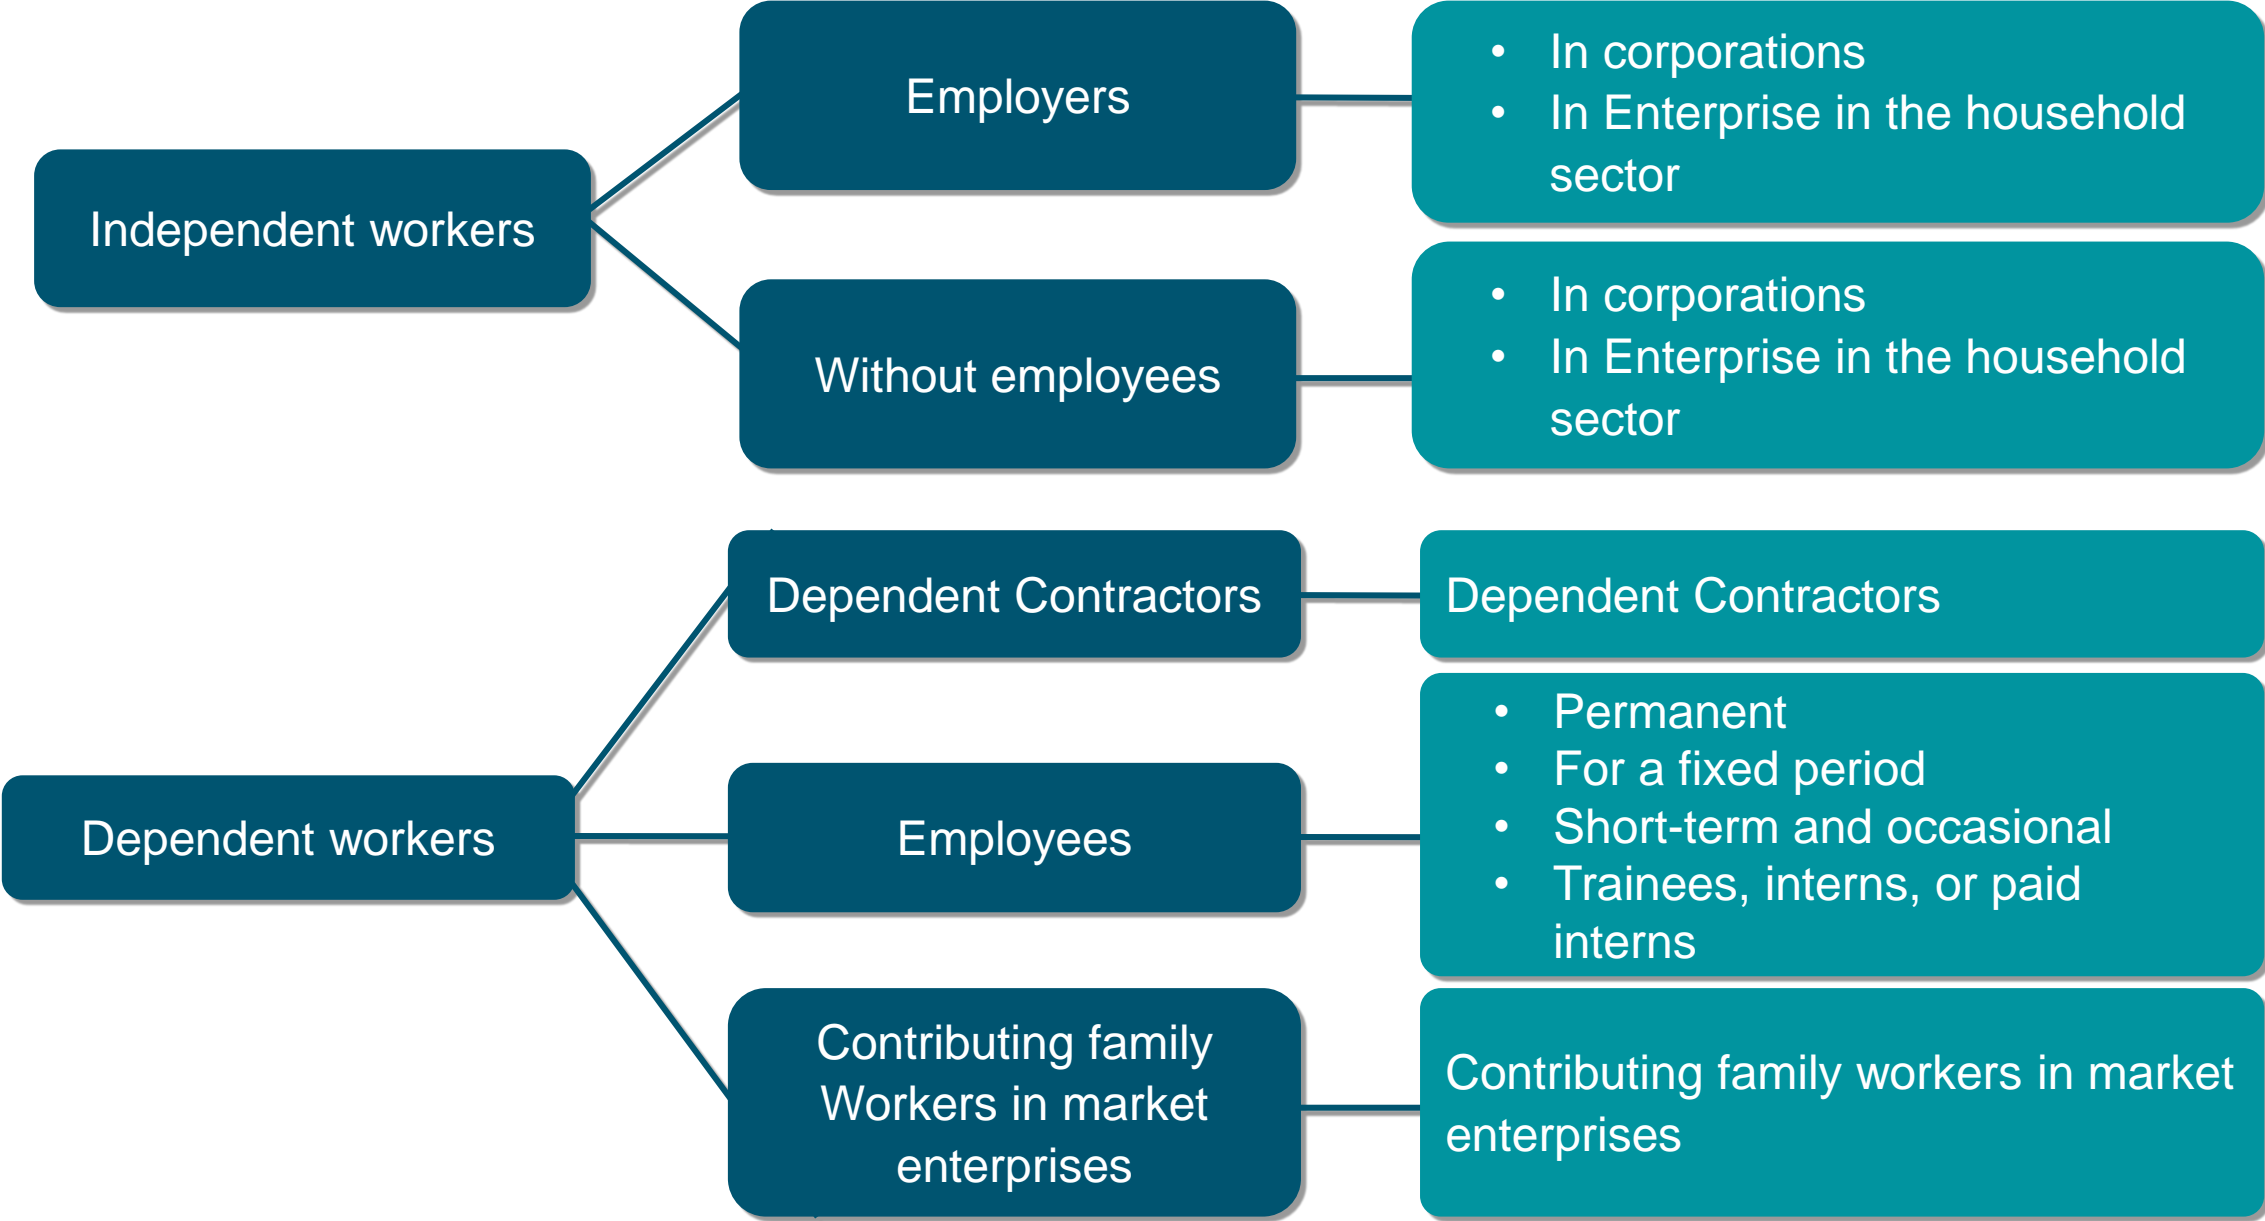 Independent workers
Employers
• In corporations
• In Enterprise in the household
sector
Without employees
• In corporations
• In Enterprise in the household
sector
Dependent workers
Dependent Contractors
Dependent Contractors
Employees
• Permanent
• For a fixed period
• Short-term and occasional
• Trainees, interns, or paid
interns
Contributing family
Workers in market
enterprises
Contributing family workers in market
enterprises